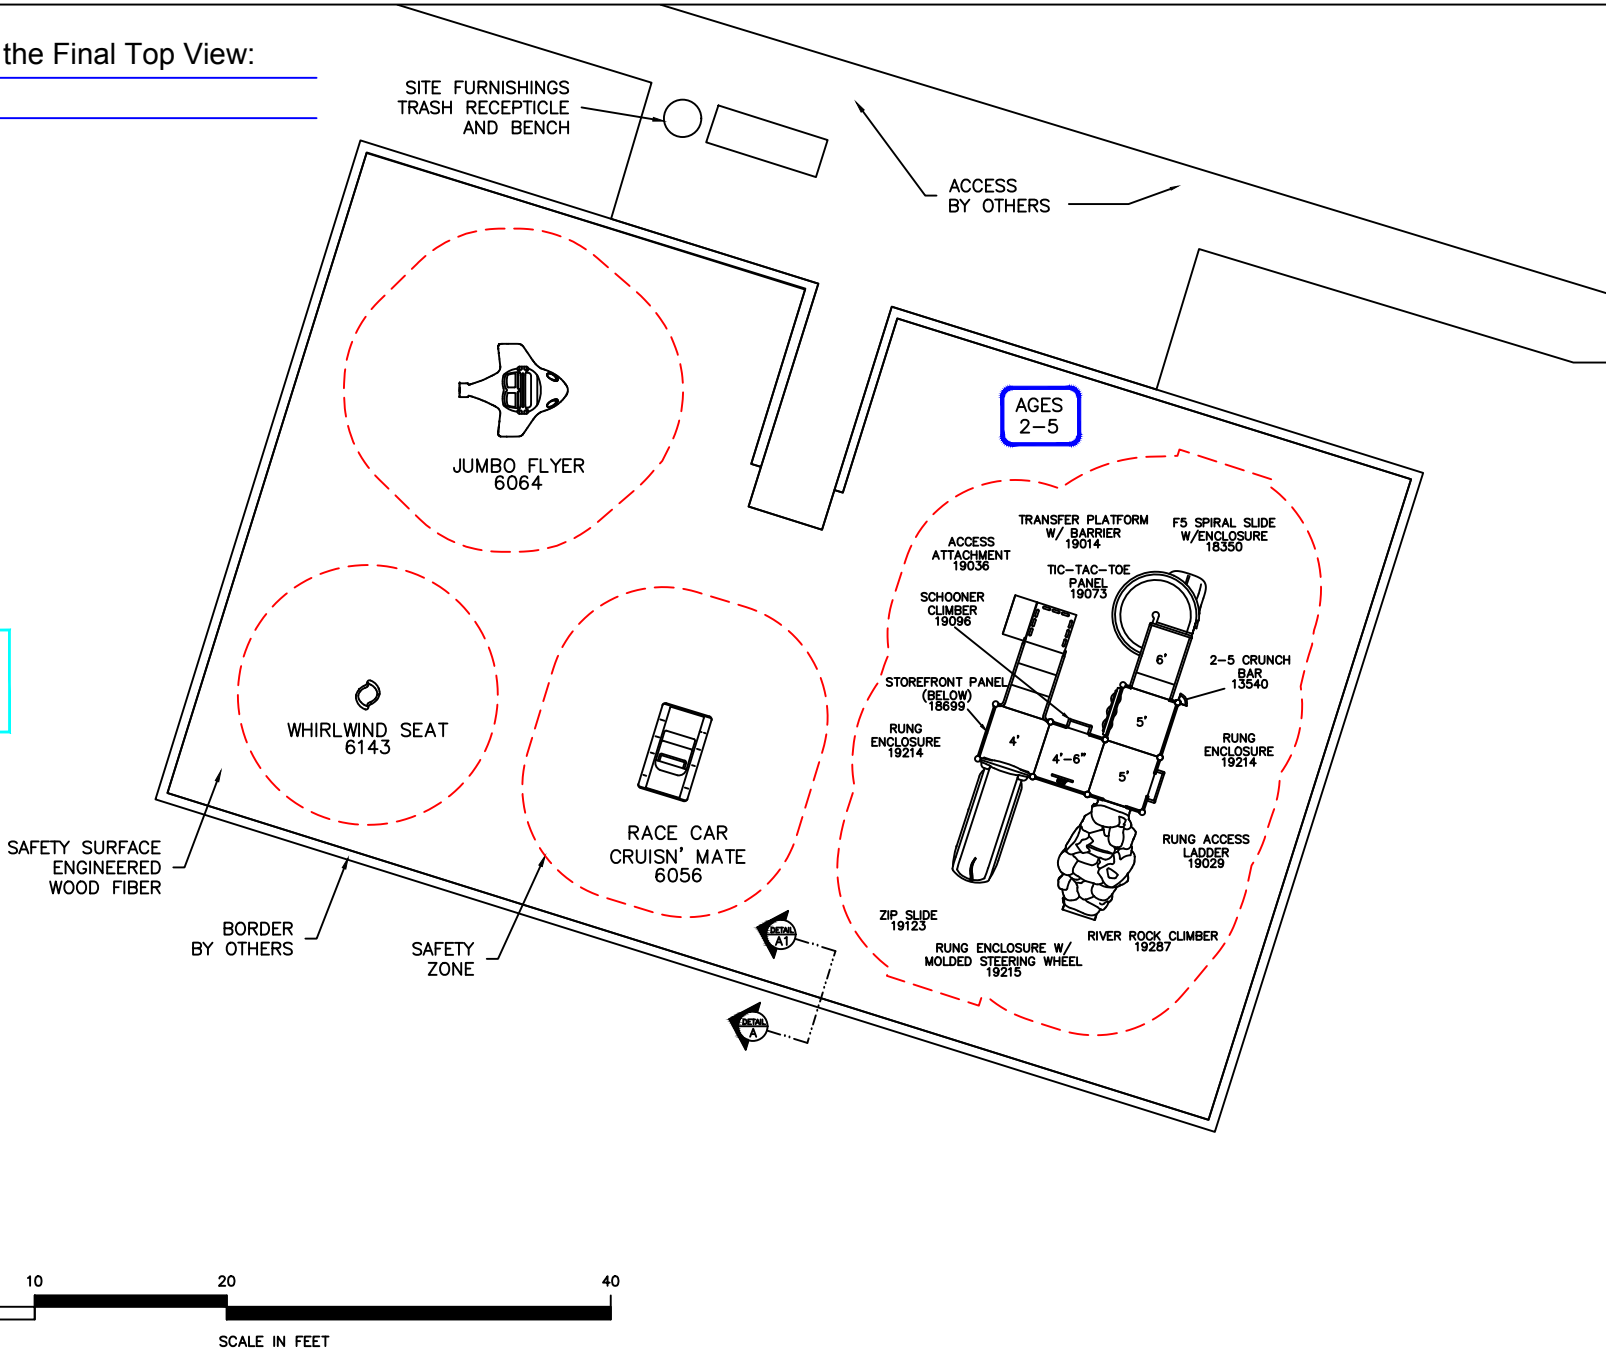 the Final Top View:
SITE FURNISHINGS
TRASH RECEPTICLE
AND BENCH
ACCESS
BY OTHERS
AGES
2-5
JUMBO FLYER
6064
TRANSFER PLATFORM
W/ BARRIER
19014
F5 SPIRAL SLIDE
W/ENCLOSURE
18350
ACCESS
ATTACHMENT
19036
TIC-TAC-TOE
PANEL
19073
SCHOONER
CLIMBER
19096
2-5 CRUNCH
BAR
13540
STOREFRONT PANEL
(BELOW)
18699
RUNG
ENCLOSURE
19214
RUNG
ENCLOSURE
19214
6'
5'
4'
4'-6"
5'
WHIRLWIND SEAT
6143
RACE CAR
CRUISN' MATE
6056
SAFETY SURFACE
ENGINEERED
WOOD FIBER
BORDER
BY OTHERS
SAFETY
ZONE
RUNG ACCESS
LADDER
19029
ZIP SLIDE
19123
RUNG ENCLOSURE W/
MOLDED STEERING WHEEL
19215
RIVER ROCK CLIMBER
19287
DETAIL
A1
DETAIL
A
10 20 40
SCALE IN FEET